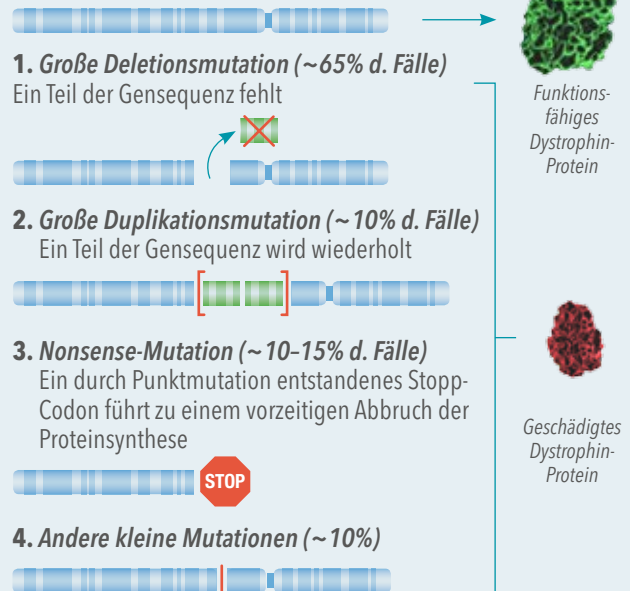 1. Große Deletionsmutation (~65% d. Fälle)
Ein Teil der Gensequenz fehlt
Funktions-
fähiges
Dystrophin-
Protein
2. Große Duplikationsmutation (~10% d. Fälle)
Ein Teil der Gensequenz wird wiederholt
3. Nonsense-Mutation (~10–15% d. Fälle)
Ein durch Punktmutation entstandenes Stopp-
Codon führt zu einem vorzeitigen Abbruch der
Proteinsynthese
STOP
Geschädigtes
Dystrophin-
Protein
4. Andere kleine Mutationen (~10%)